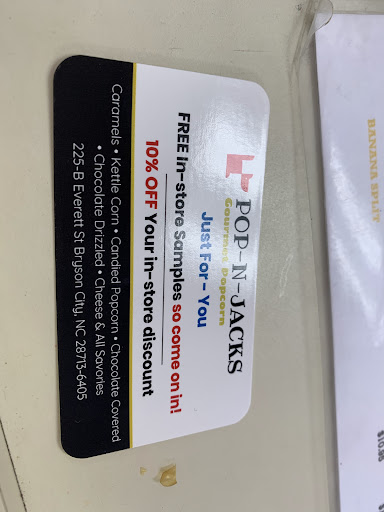 POP-N-JACKS
Gourmet Popcorn
Just For - You
FREE In-store Samples so come on in!
10% OFF Your in-store discount
Caramels • Kettle Corn • Candied Popcorn • Chocolate Covered
• Chocolate Drizzled • Cheese & All Savories
225-B Everett St Bryson City, NC 28713-6405
BANANA SPLIT